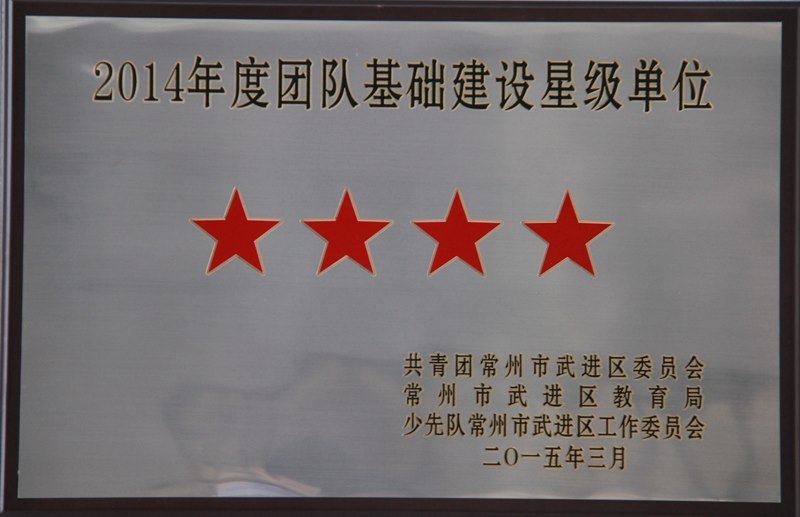 2014年度团队基础建设星级单位
共青团常州市武进区委员会
常州市武进区教育局
少先队常州市武进区工作委员会
二〇一五年三月